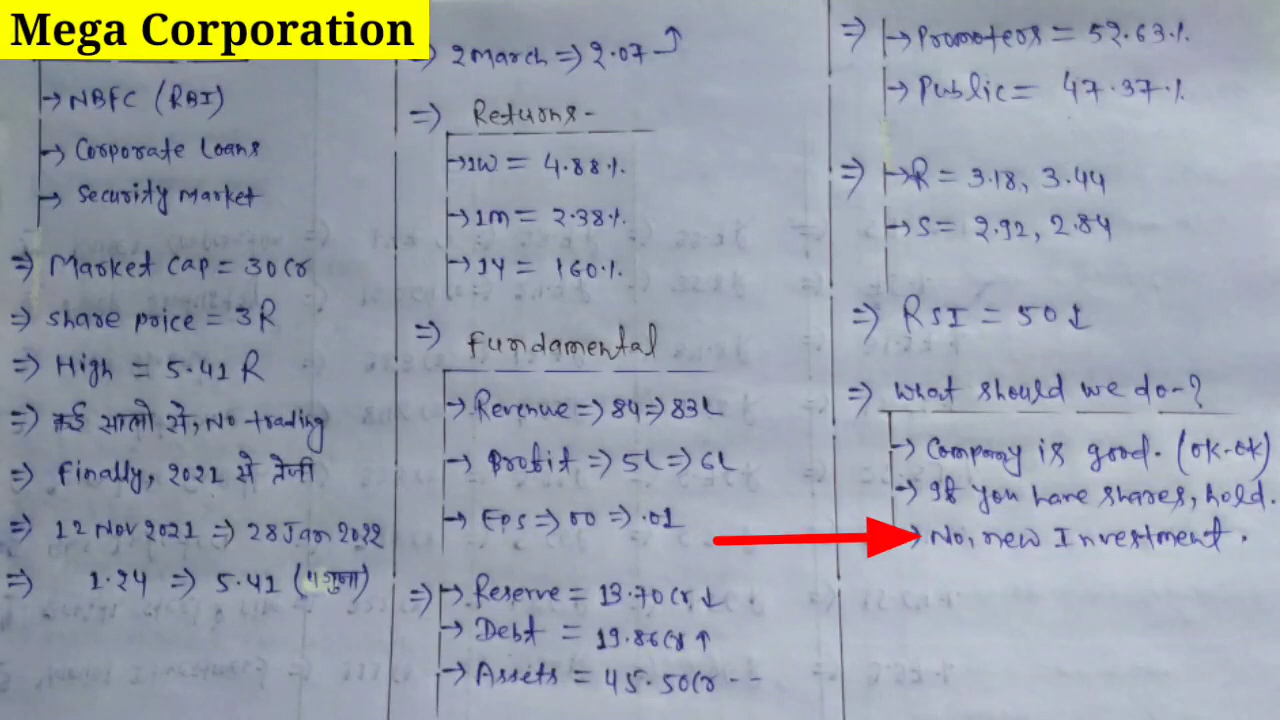 Mega Corporation
→ NBFC (RBI)
→ Corporate Loans
→ Security market
⇒ Market cap = 30 Cr
⇒ Share price = 3 R
⇒ High = 5.41 R
⇒ कई सालो से, No trading
⇒ Finally, 2021 से तेजी
⇒ 12 Nov 2021 ⇒ 28 Jan 2022
⇒ 1.24 ⇒ 5.41 (4 गुना)
⇒ 2 March ⇒ 2.07 ↑
⇒ Returns -
→ 1W = 4.88%
→ 1m = 2.38%
→ 1Y = 160%
⇒ Fundamental
→ Revenue ⇒ 84 ⇒ 83L
→ Profit ⇒ 5L ⇒ 6L
→ Eps ⇒ 00 ⇒ .01
⇒ → Reserve = 13.70 Cr ↓
→ Debt = 19.86 Cr ↑
→ Assets = 45.50 Cr --
⇒ → Promoters = 52.63%
→ Public = 47.37%
⇒ → R = 3.18, 3.44
→ S = 2.92, 2.84
⇒ RSI = 50 ↓
⇒ What should we do-?
→ Company is good. (ok-ok)
→ If you have shares, hold.
→ No, new Investment.